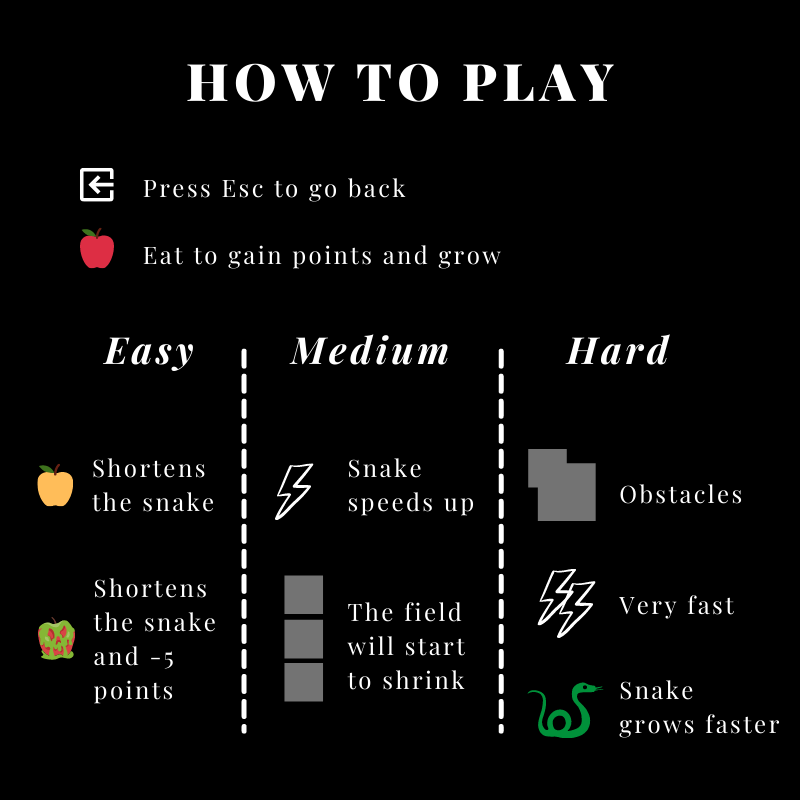 HOW TO PLAY
Press Esc to go back
Eat to gain points and grow
Easy
Shortens
the snake
Shortens
the snake
and -5
points
Medium
Snake
speeds up
The field
will start
to shrink
Hard
Obstacles
Very fast
Snake
grows faster